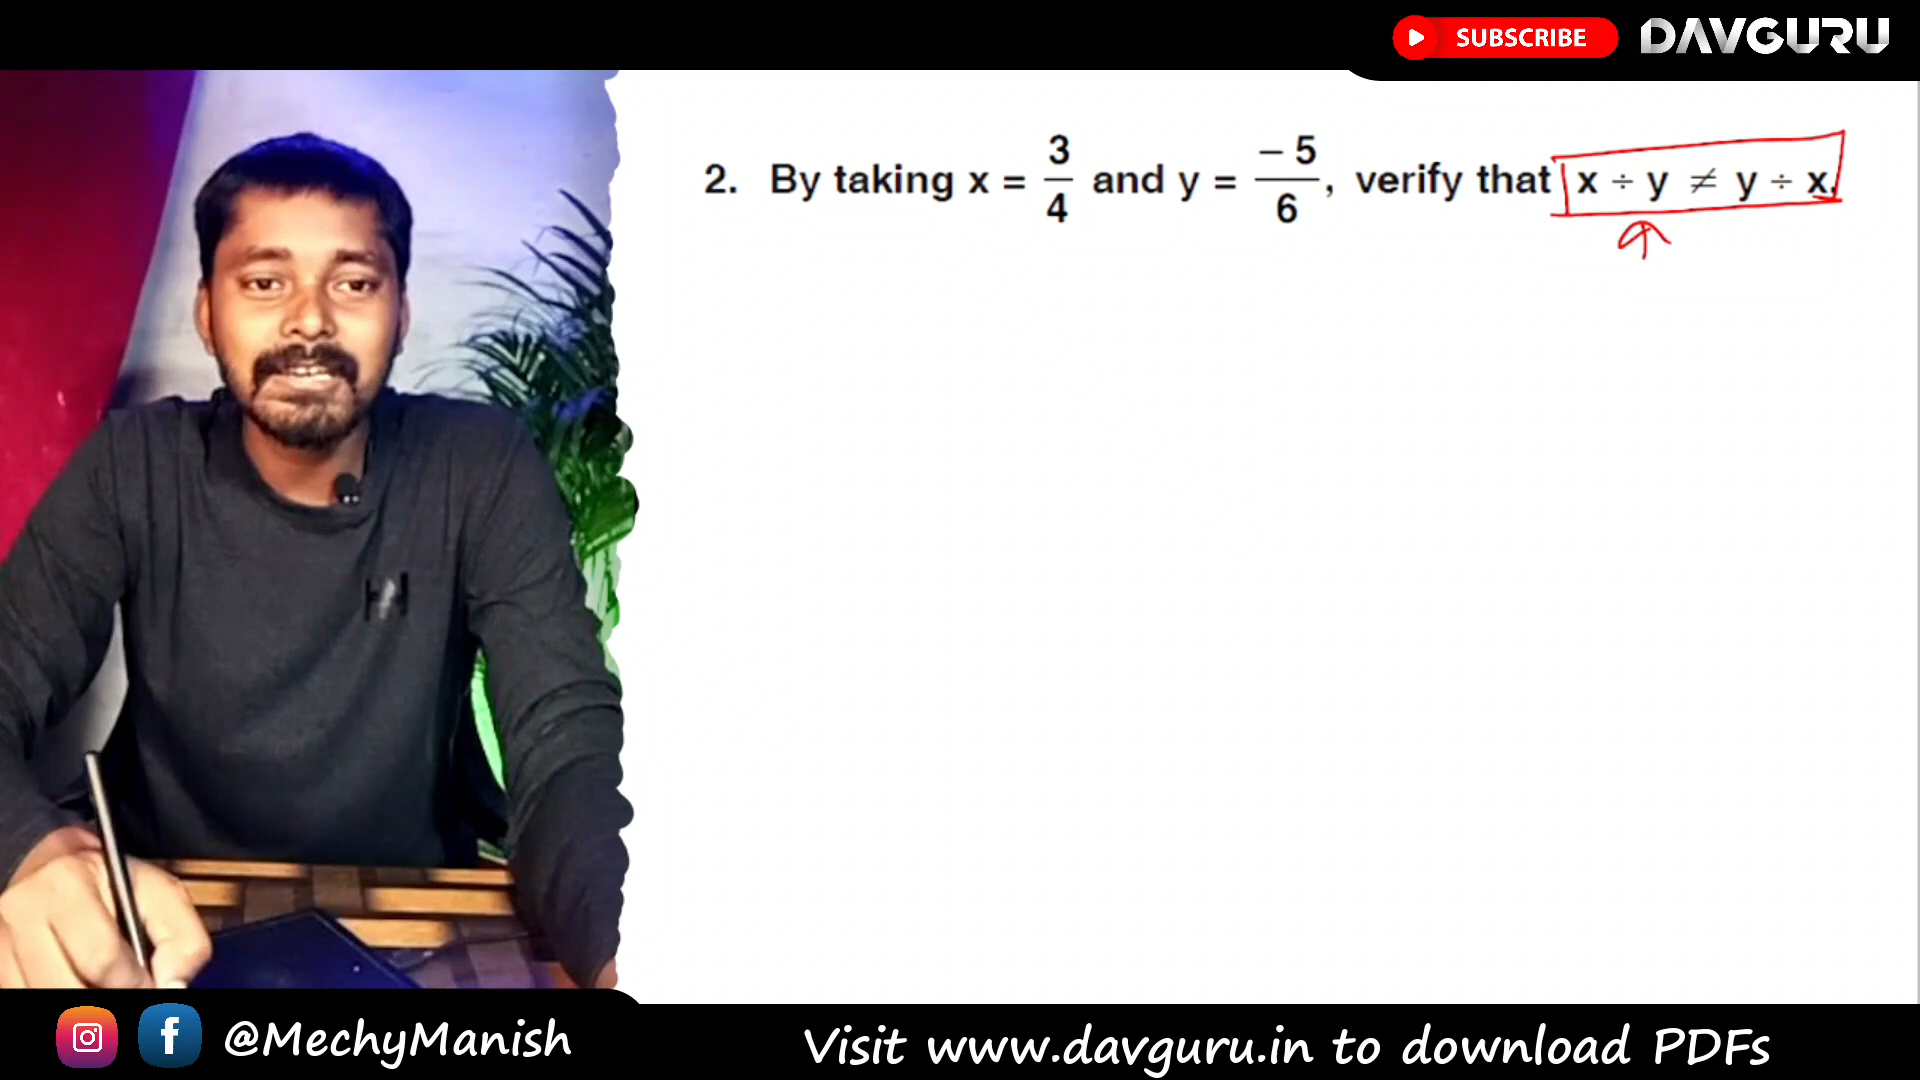 SUBSCRIBE DAVGURU
2. By taking x = 3/4 and y = -5/6, verify that x ÷ y ≠ y ÷ x.
@MechyManish
Visit www.davguru.in to download PDFs